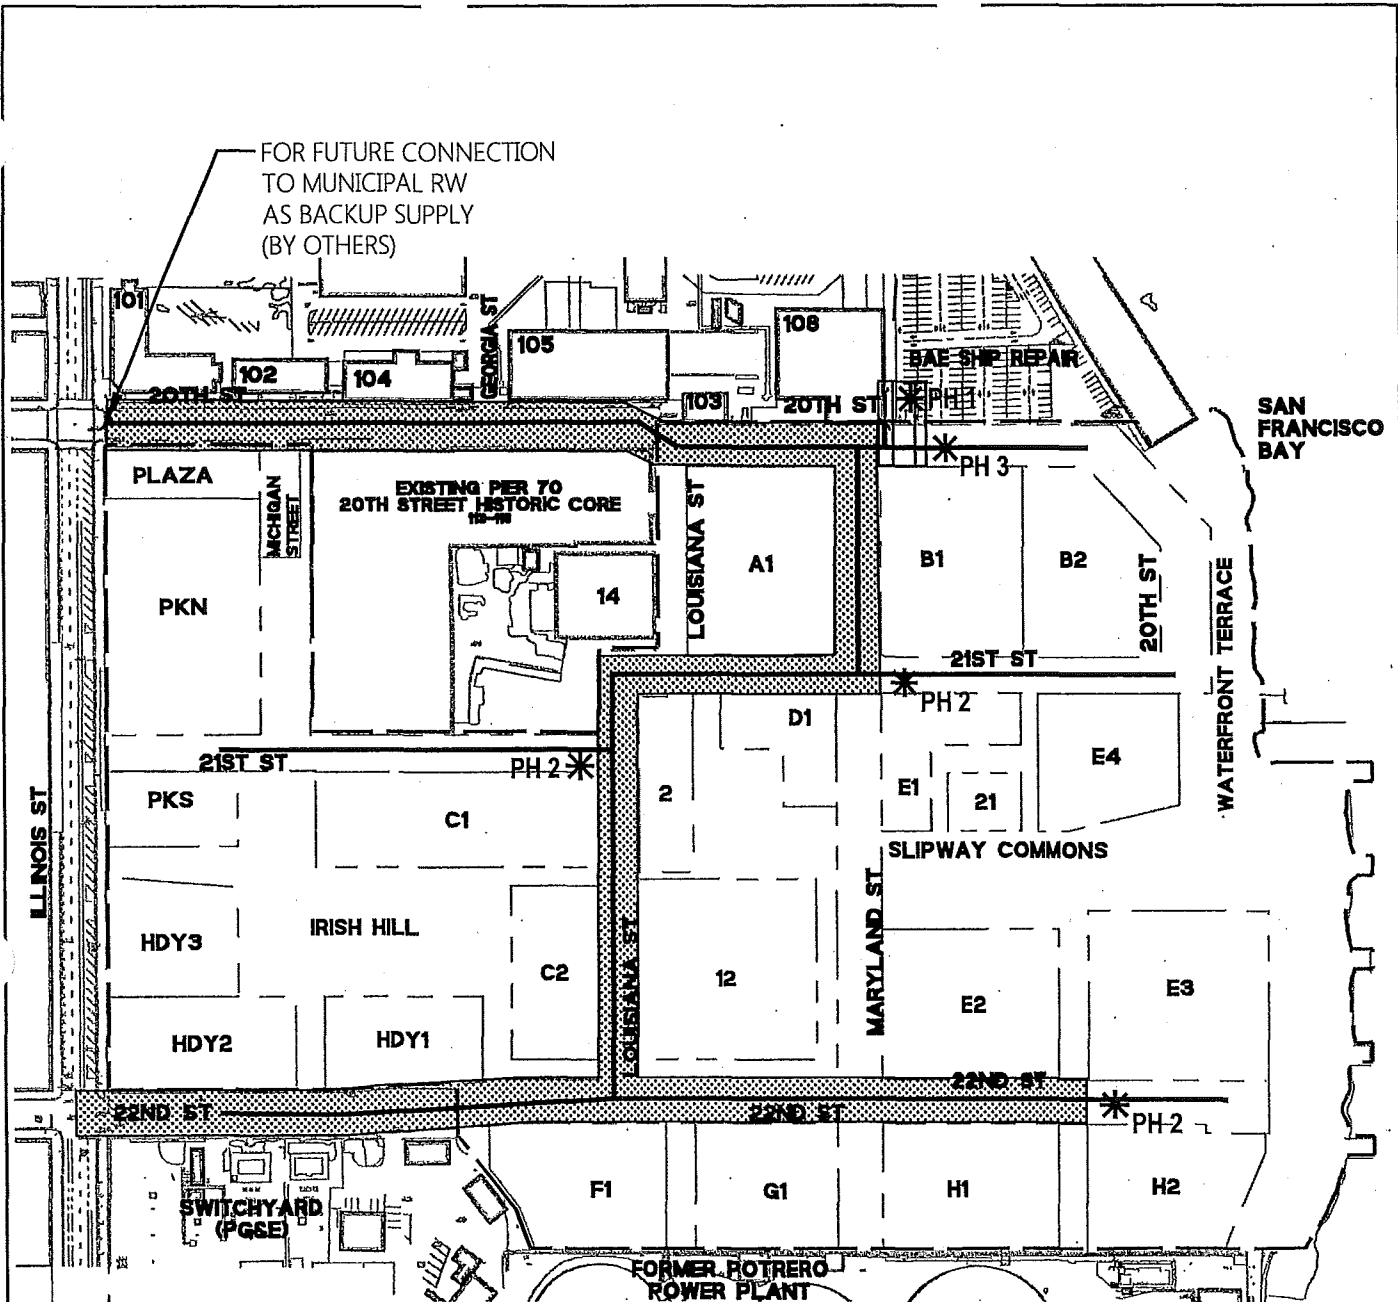 FOR FUTURE CONNECTION
TO MUNICIPAL RW
AS BACKUP SUPPLY
(BY OTHERS)
101
102
104
GEORGIA ST
105
103
108
BAE SHIP REPAIR
20TH ST
20TH ST
PH 1
PH 3
SAN
FRANCISCO
BAY
PLAZA
MICHIGAN
STREET
EXISTING PIER 70
20TH STREET HISTORIC CORE
LOUISIANA ST
A1
B1
B2
20TH ST
WATERFRONT TERRACE
PKN
14
21ST ST
PH 2
21ST ST
PH 2
D1
E4
2
E1
21
PKS
C1
SLIPWAY COMMONS
ILLINOIS ST
MARYLAND ST
HDY3
IRISH HILL
C2
LOUISIANA ST
12
E2
E3
HDY2
HDY1
22ND ST
22ND ST
22ND ST
PH 2
SWITCHYARD
(PG&E)
F1
G1
H1
H2
FORMER POTRERO
POWER PLANT